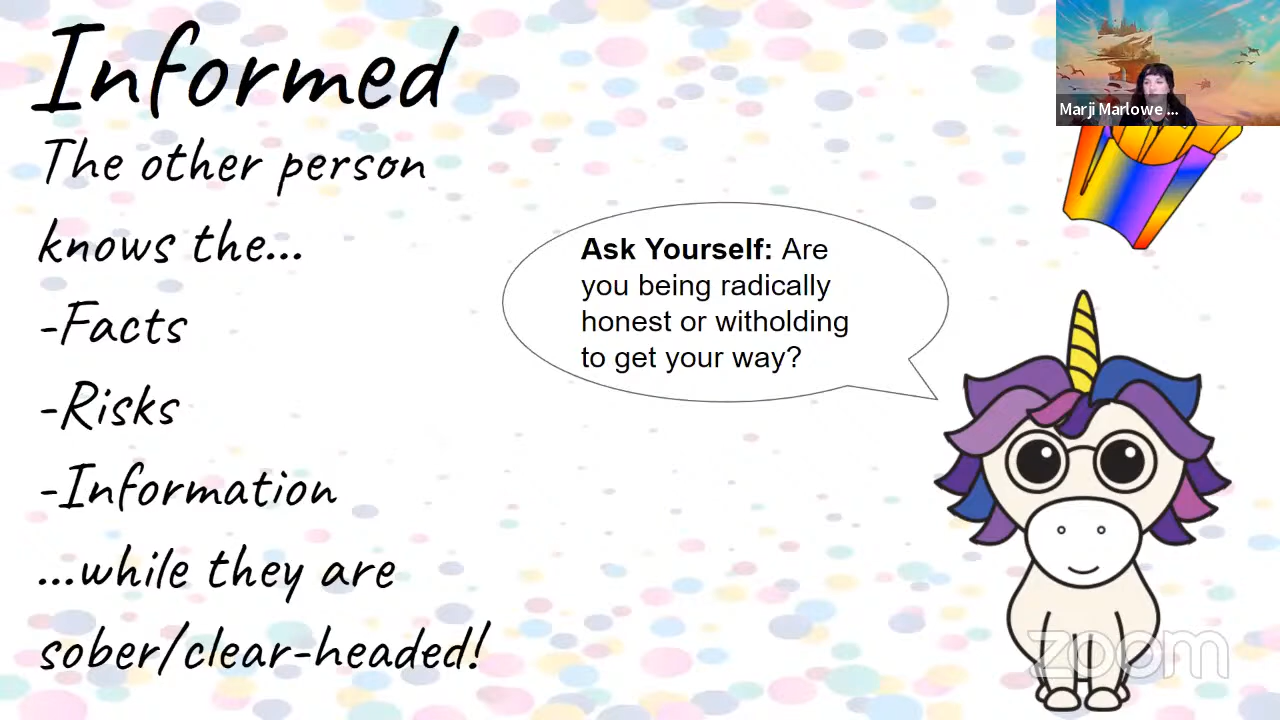 Informed
The other person
knows the...
-Facts
-Risks
-Information
...while they are
sober/clear-headed!
Ask Yourself: Are
you being radically
honest or witholding
to get your way?
Marji Marlowe ...
zoom